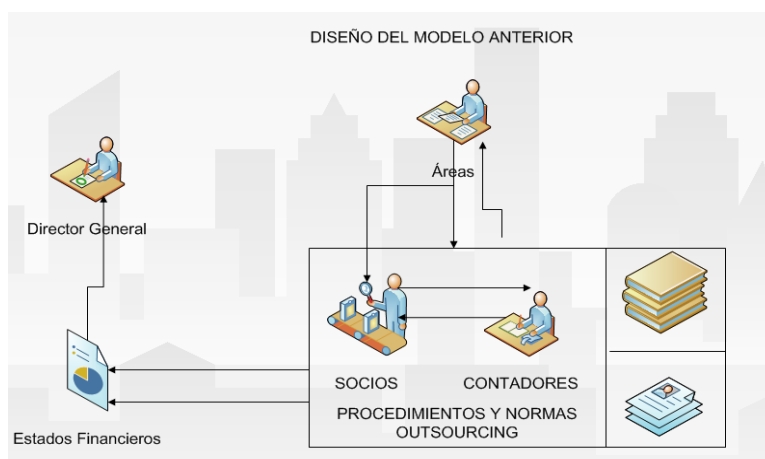 DISEÑO DEL MODELO ANTERIOR
Áreas
Director General
SOCIOS
CONTADORES
PROCEDIMIENTOS Y NORMAS
OUTSOURCING
Estados Financieros